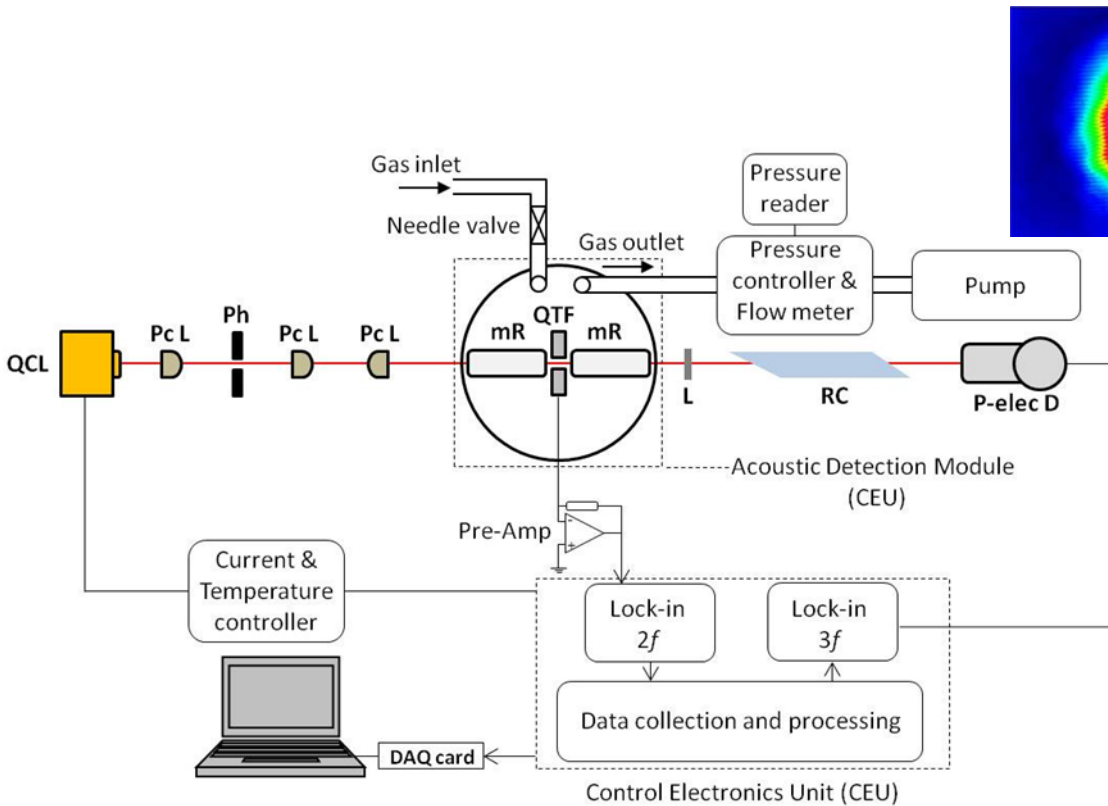 Gas inlet
Needle valve
Gas outlet
Pressure
reader
Pressure
controller &
Flow meter
Pump
QCL
Pc L
Ph
Pc L
Pc L
mR
QTF
mR
L
RC
P-elec D
Acoustic Detection Module
(CEU)
Pre-Amp
-
+
Current &
Temperature
controller
Lock-in
2f
Lock-in
3f
Data collection and processing
DAQ card
Control Electronics Unit (CEU)